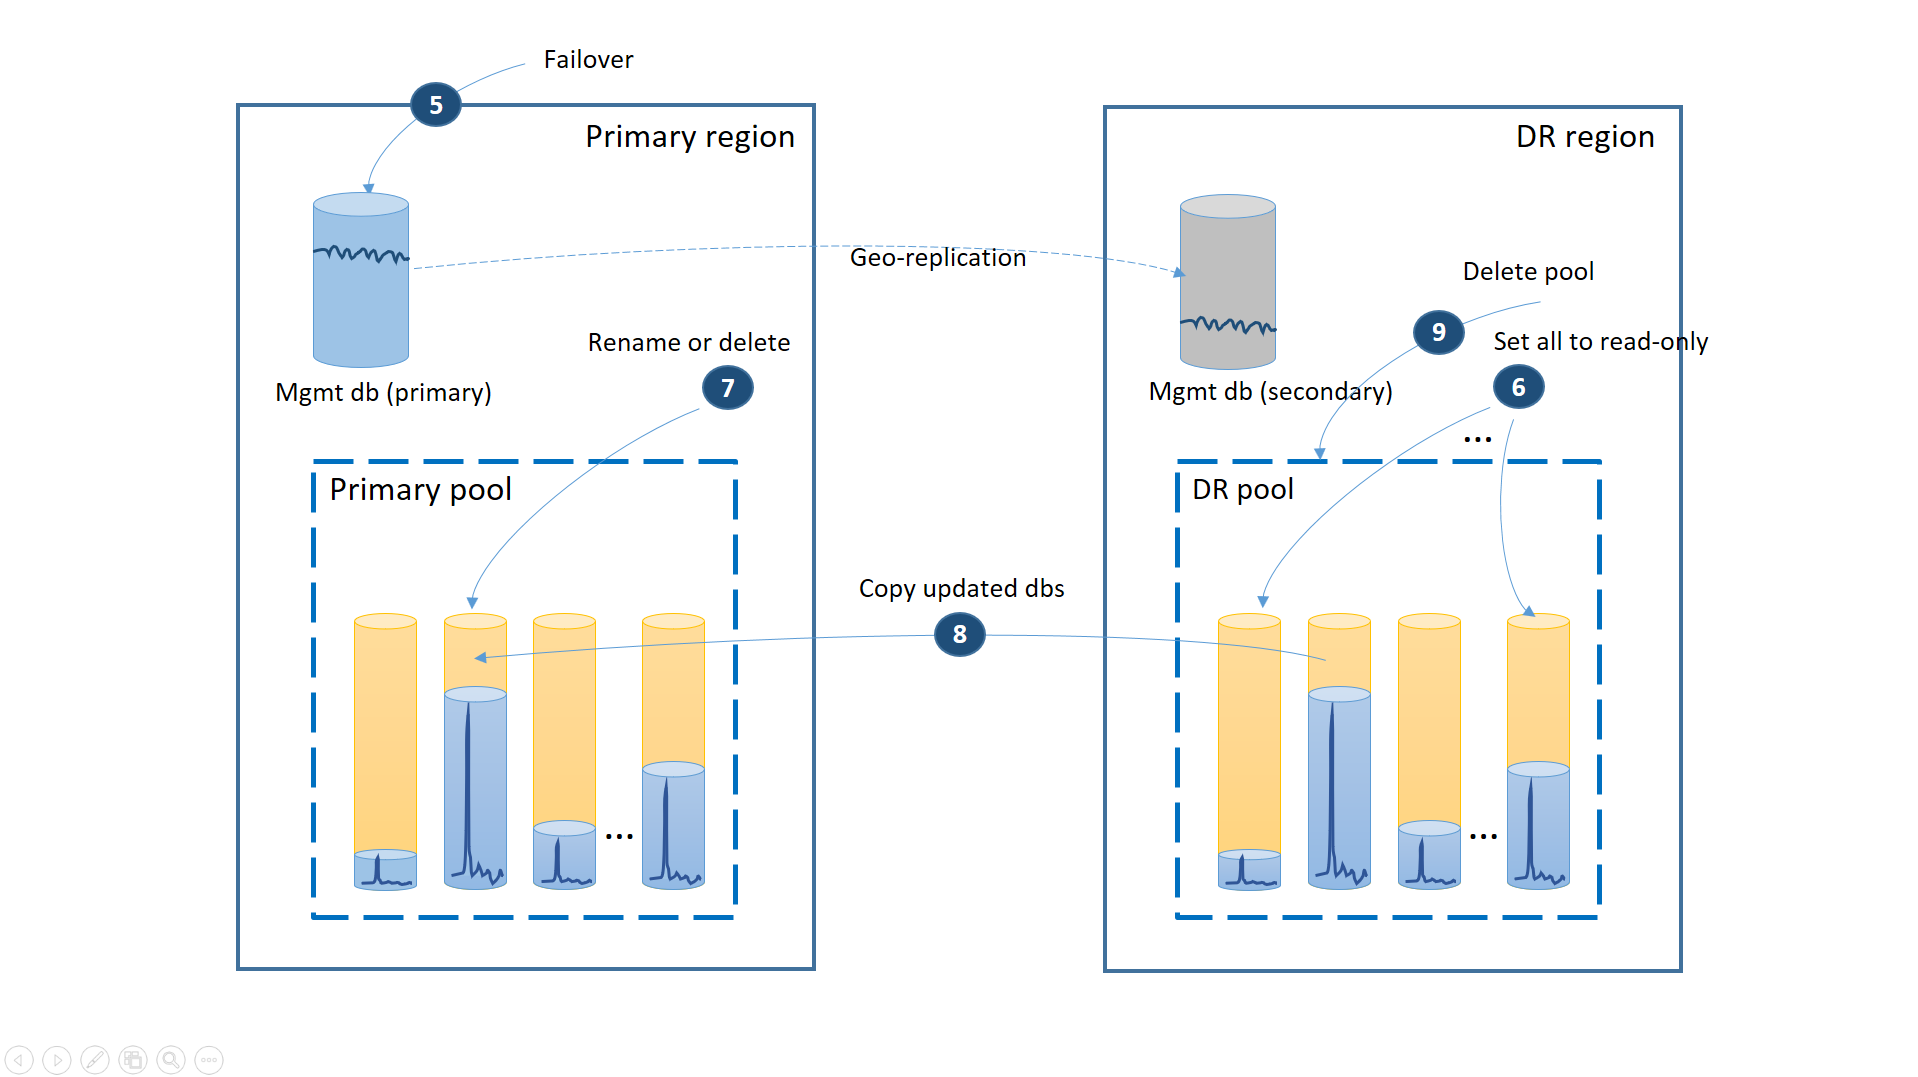 Failover
5
Primary region
DR region
Geo-replication
Delete pool
9
Rename or delete
Set all to read-only
7
6
Mgmt db (primary)
Mgmt db (secondary)
...
Primary pool
DR pool
Copy updated dbs
8
...
...